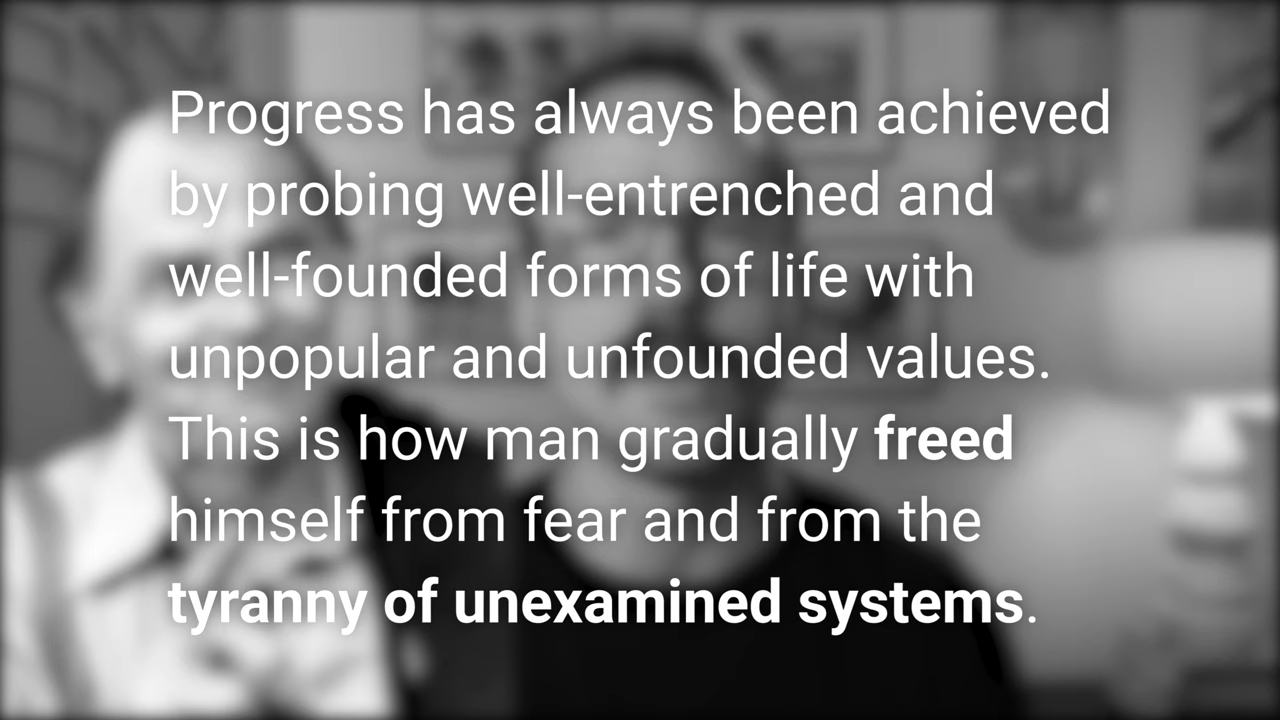 Progress has always been achieved
by probing well-entrenched and
well-founded forms of life with
unpopular and unfounded values.
This is how man gradually freed
himself from fear and from the
tyranny of unexamined systems.